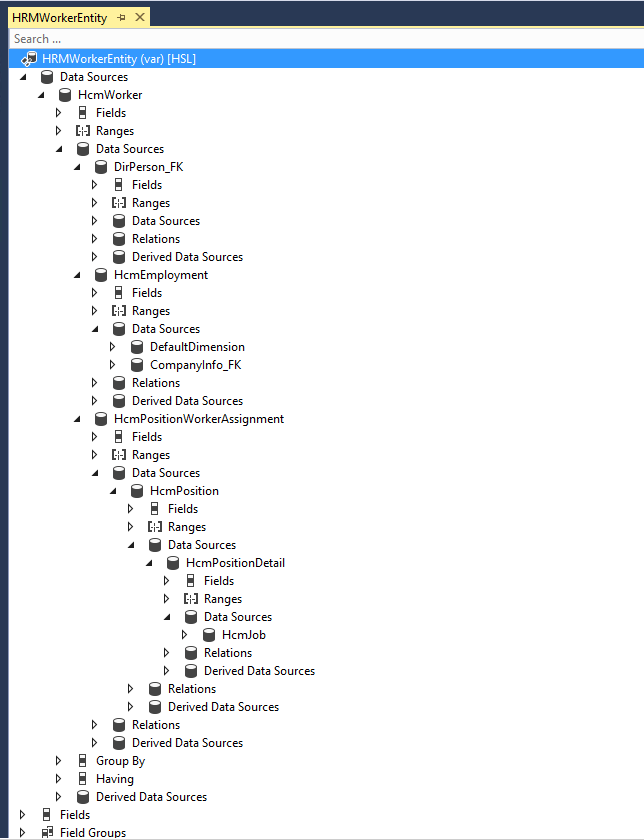 HRMWorkerEntity
Search ...
HRMWorkerEntity (var) [HSL]
Data Sources
HcmWorker
Fields
Ranges
Data Sources
DirPerson_FK
Fields
Ranges
Data Sources
Relations
Derived Data Sources
HcmEmployment
Fields
Ranges
Data Sources
DefaultDimension
CompanyInfo_FK
Relations
Derived Data Sources
HcmPositionWorkerAssignment
Fields
Ranges
Data Sources
HcmPosition
Fields
Ranges
Data Sources
HcmPositionDetail
Fields
Ranges
Data Sources
HcmJob
Relations
Derived Data Sources
Relations
Derived Data Sources
Relations
Derived Data Sources
Group By
Having
Derived Data Sources
Fields
Field Groups